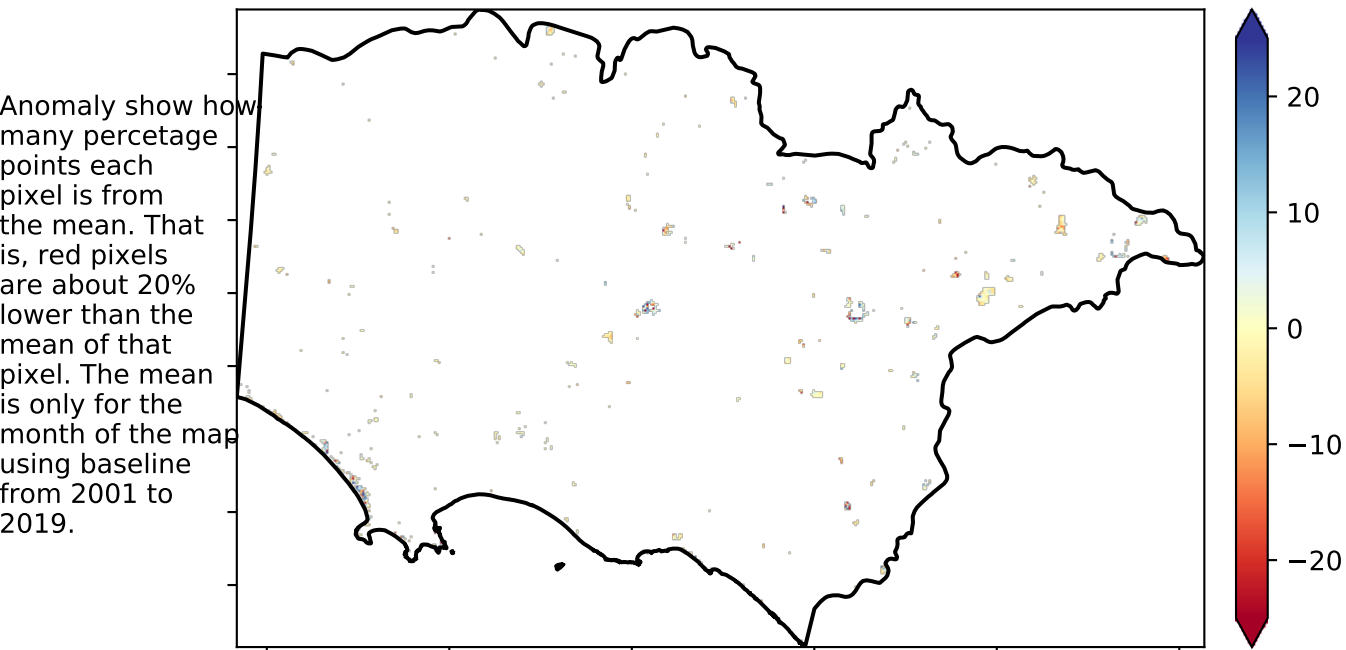 Anomaly show how
many percetage
points each
pixel is from
the mean. That
is, red pixels
are about 20%
lower than the
mean of that
pixel. The mean
is only for the
month of the map
using baseline
from 2001 to
2019.
20
10
0
−10
−20